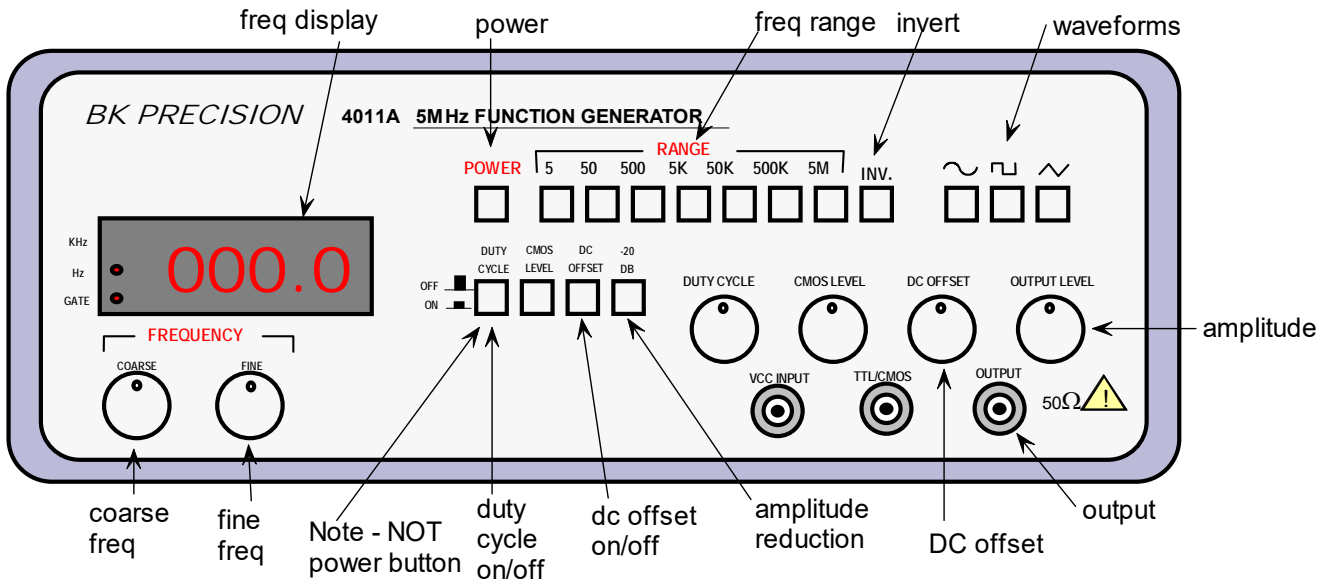 freq display
power
freq range
invert
waveforms
BK PRECISION
4011A 5MHz FUNCTION GENERATOR
POWER
RANGE
5 50 500 5K 50K 500K 5M
INV.
KHz
Hz
GATE
000.0
DUTY
CYCLE
CMOS
LEVEL
DC
OFFSET
-20
DB
OFF
ON
DUTY CYCLE
CMOS LEVEL
DC OFFSET
OUTPUT LEVEL
amplitude
FREQUENCY
COARSE
FINE
VCC INPUT
TTL/CMOS
OUTPUT
50Ω
!
coarse
freq
fine
freq
Note - NOT
power button
duty
cycle
on/off
dc offset
on/off
amplitude
reduction
DC offset
output